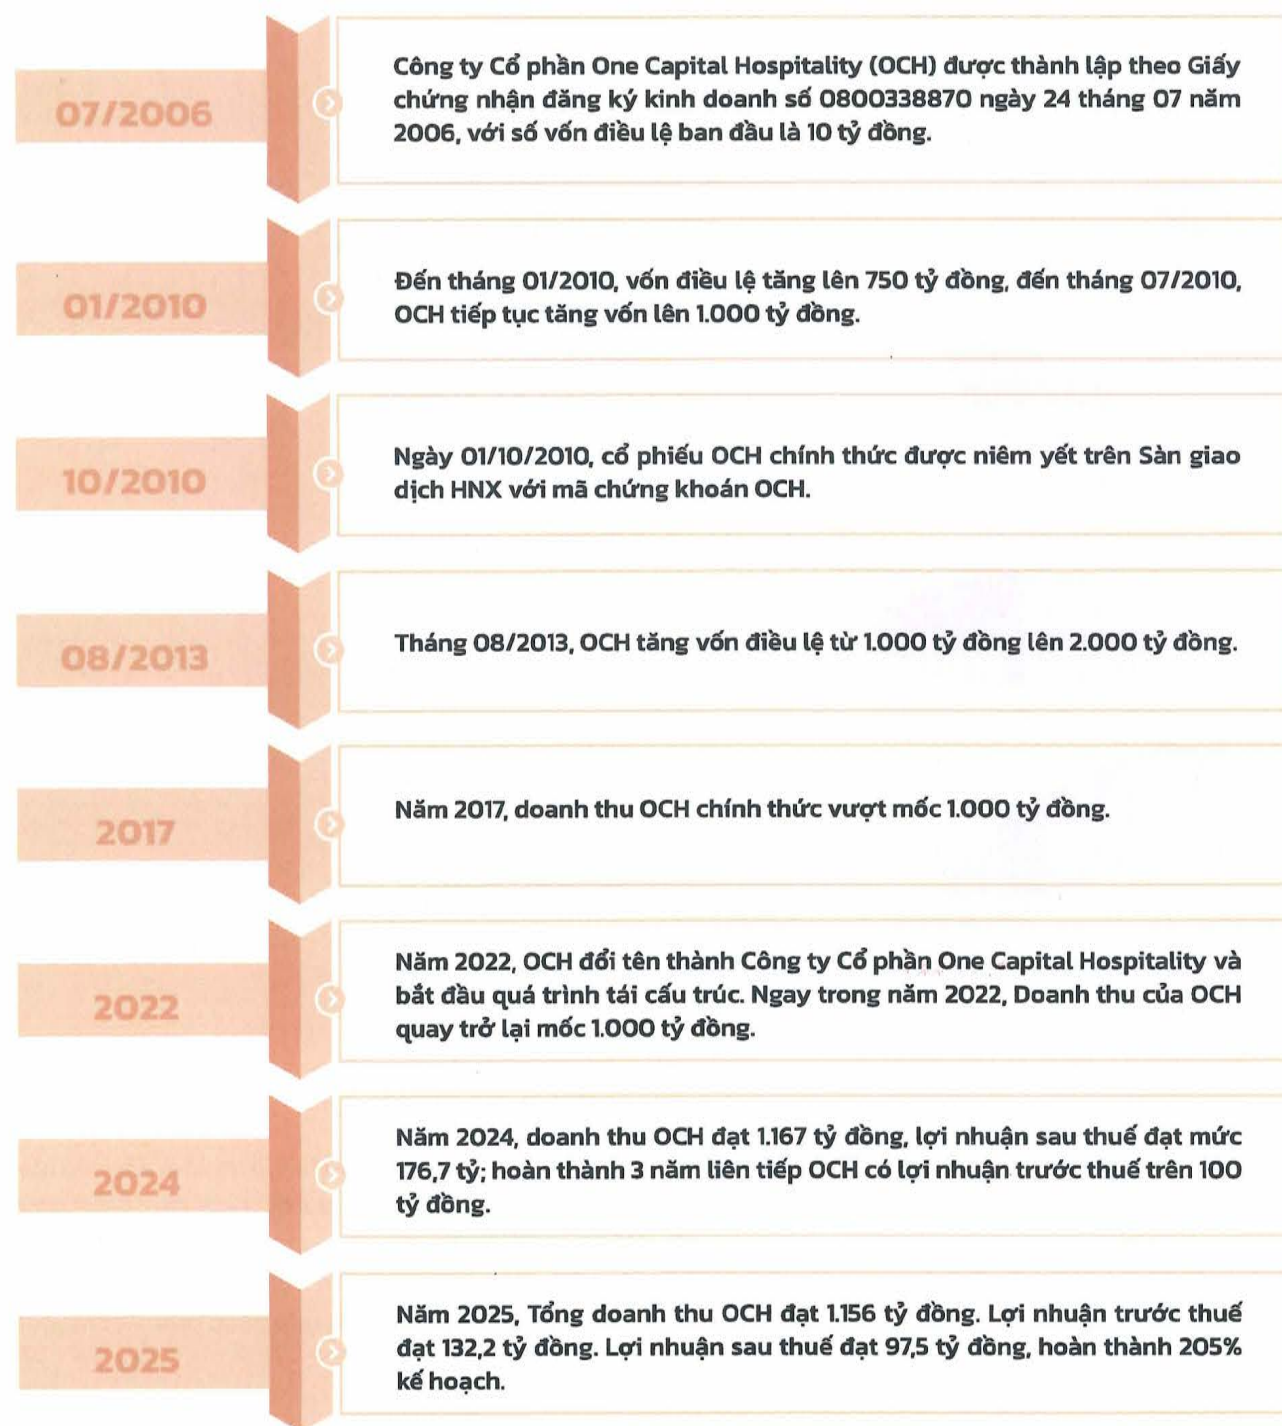 07/2006
Công ty Cổ phần One Capital Hospitality (OCH) được thành lập theo Giấy
chứng nhận đăng ký kinh doanh số 0800338870 ngày 24 tháng 07 năm
2006, với số vốn điều lệ ban đầu là 10 tỷ đồng.
01/2010
Đến tháng 01/2010, vốn điều lệ tăng lên 750 tỷ đồng, đến tháng 07/2010,
OCH tiếp tục tăng vốn lên 1.000 tỷ đồng.
10/2010
Ngày 01/10/2010, cổ phiếu OCH chính thức được niêm yết trên Sàn giao
dịch HNX với mã chứng khoán OCH.
08/2013
Tháng 08/2013, OCH tăng vốn điều lệ từ 1.000 tỷ đồng lên 2.000 tỷ đồng.
2017
Năm 2017, doanh thu OCH chính thức vượt mốc 1.000 tỷ đồng.
2022
Năm 2022, OCH đổi tên thành Công ty Cổ phần One Capital Hospitality và
bắt đầu quá trình tái cấu trúc. Ngay trong năm 2022, Doanh thu của OCH
quay trở lại mốc 1.000 tỷ đồng.
2024
Năm 2024, doanh thu OCH đạt 1.167 tỷ đồng, lợi nhuận sau thuế đạt mức
176,7 tỷ; hoàn thành 3 năm liên tiếp OCH có lợi nhuận trước thuế trên 100
tỷ đồng.
2025
Năm 2025, Tổng doanh thu OCH đạt 1.156 tỷ đồng. Lợi nhuận trước thuế
đạt 132,2 tỷ đồng. Lợi nhuận sau thuế đạt 97,5 tỷ đồng, hoàn thành 205%
kế hoạch.